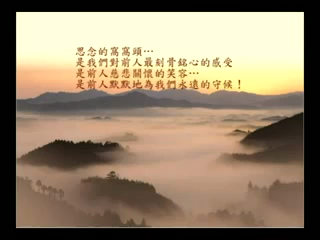 思念的窩窩頭…
是我們對前人最刻骨銘心的感受
是前人慈悲關懷的笑容…
是前人默默地為我們永遠的守候！